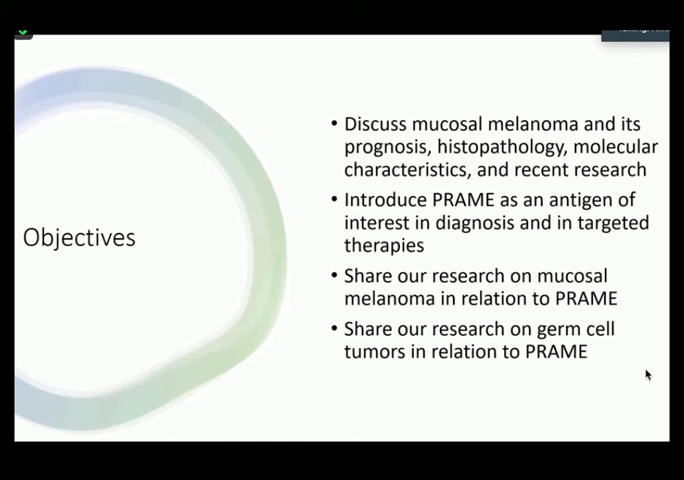 Objectives
• Discuss mucosal melanoma and its
prognosis, histopathology, molecular
characteristics, and recent research
• Introduce PRAME as an antigen of
interest in diagnosis and in targeted
therapies
• Share our research on mucosal
melanoma in relation to PRAME
• Share our research on germ cell
tumors in relation to PRAME